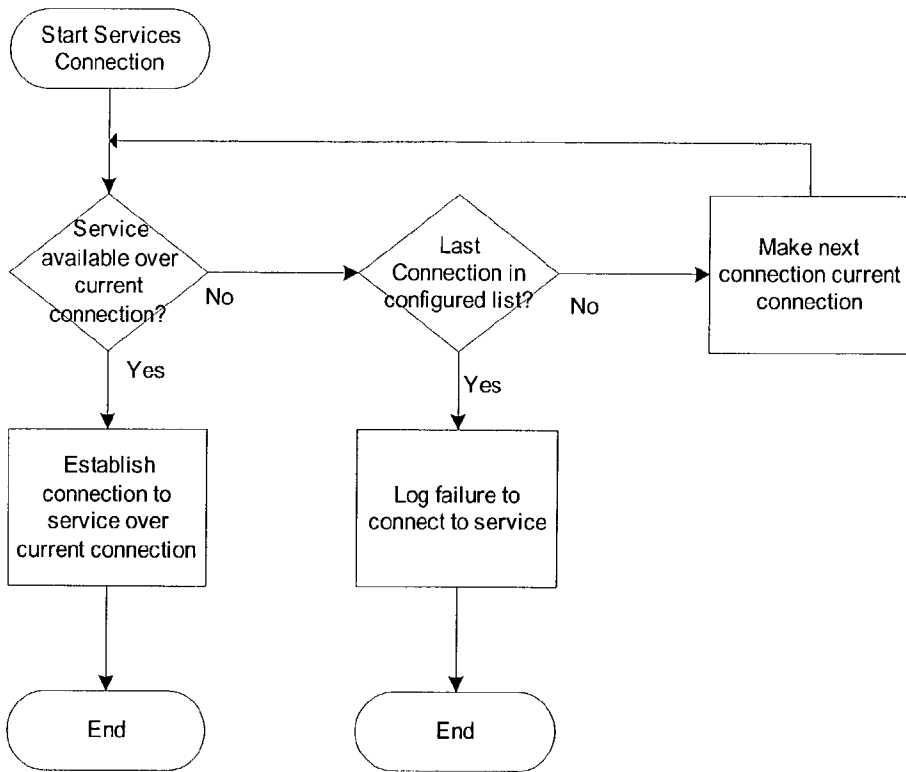 Start Services
Connection
Service
available over
current
connection?
No
Last
Connection in
configured list?
No
Make next
connection current
connection
Yes
Yes
Establish
connection to
service over
current connection
Log failure to
connect to service
End
End